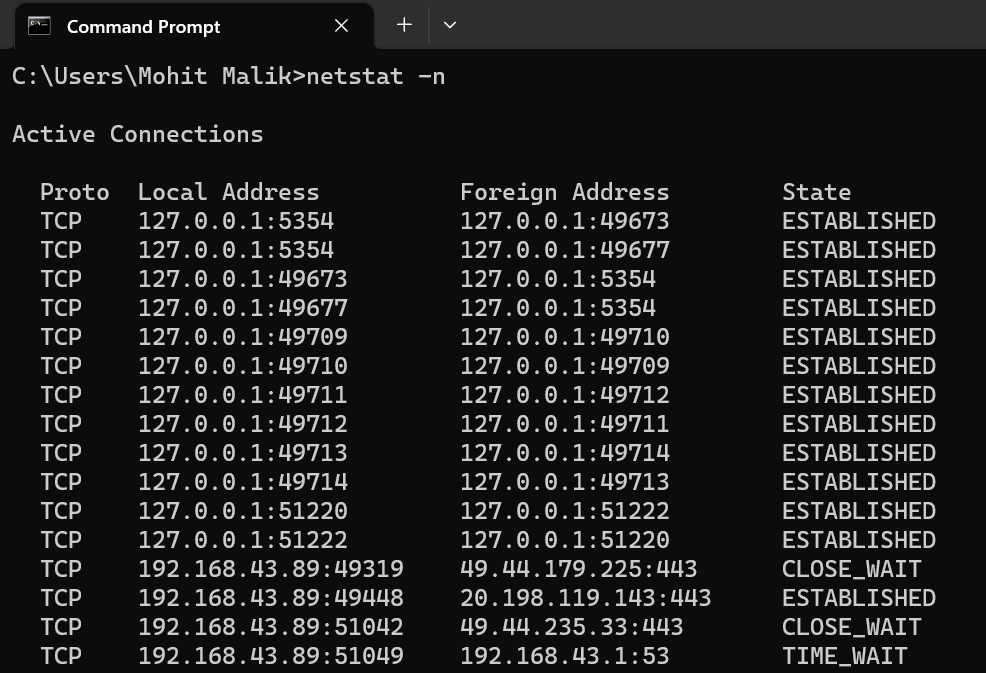 Command Prompt
C:\Users\Mohit Malik>netstat -n
Active Connections
Proto  Local Address          Foreign Address        State
TCP    127.0.0.1:5354         127.0.0.1:49673        ESTABLISHED
TCP    127.0.0.1:5354         127.0.0.1:49677        ESTABLISHED
TCP    127.0.0.1:49673        127.0.0.1:5354         ESTABLISHED
TCP    127.0.0.1:49677        127.0.0.1:5354         ESTABLISHED
TCP    127.0.0.1:49709        127.0.0.1:49710        ESTABLISHED
TCP    127.0.0.1:49710        127.0.0.1:49709        ESTABLISHED
TCP    127.0.0.1:49711        127.0.0.1:49712        ESTABLISHED
TCP    127.0.0.1:49712        127.0.0.1:49711        ESTABLISHED
TCP    127.0.0.1:49713        127.0.0.1:49714        ESTABLISHED
TCP    127.0.0.1:49714        127.0.0.1:49713        ESTABLISHED
TCP    127.0.0.1:51220        127.0.0.1:51222        ESTABLISHED
TCP    127.0.0.1:51222        127.0.0.1:51220        ESTABLISHED
TCP    192.168.43.89:49319    49.44.179.225:443      CLOSE_WAIT
TCP    192.168.43.89:49448    20.198.119.143:443     ESTABLISHED
TCP    192.168.43.89:51042    49.44.235.33:443       CLOSE_WAIT
TCP    192.168.43.89:51049    192.168.43.1:53        TIME_WAIT